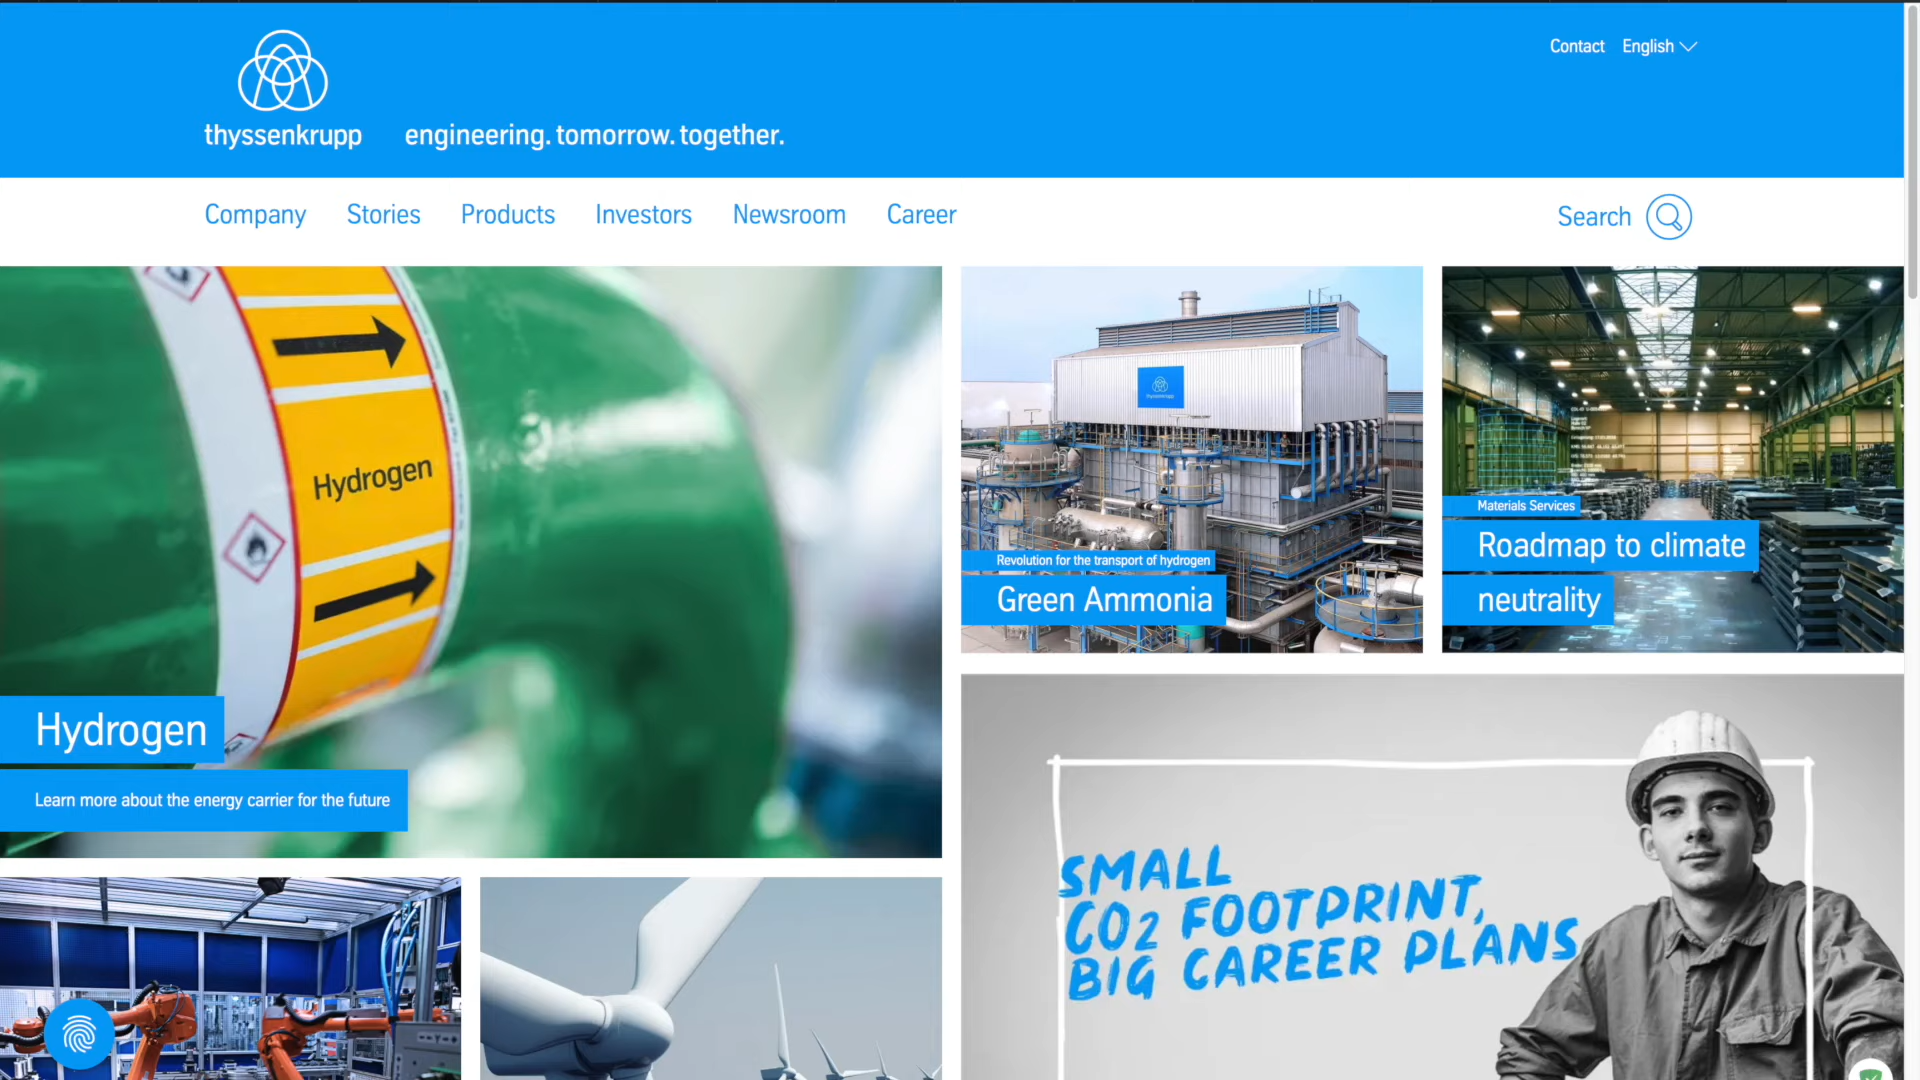 Contact English
thyssenkrupp engineering. tomorrow. together.
Company Stories Products Investors Newsroom Career Search
Hydrogen
Hydrogen
Learn more about the energy carrier for the future
thyssenkrupp
Revolution for the transport of hydrogen
Green Ammonia
Materials Services
Roadmap to climate
neutrality
SMALL
CO2 FOOTPRINT,
BIG CAREER PLANS